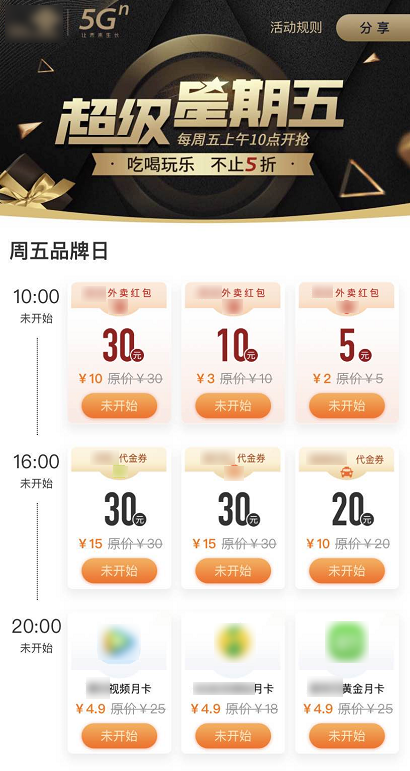 5Gⁿ
让未来生长
活动规则
分享
超级星期五
每周五上午10点开抢
·吃喝玩乐 不止5折·
周五品牌日
10:00
未开始
外卖红包
30元
¥10 原价¥30
未开始
外卖红包
10元
¥3 原价¥10
未开始
外卖红包
5元
¥2 原价¥5
未开始
16:00
未开始
代金券
30元
¥15 原价¥30
未开始
代金券
30元
¥15 原价¥30
未开始
代金券
20元
¥10 原价¥20
未开始
20:00
未开始
视频月卡
¥4.9 原价¥25
未开始
月卡
¥4.9 原价¥18
未开始
黄金月卡
¥4.9 原价¥25
未开始